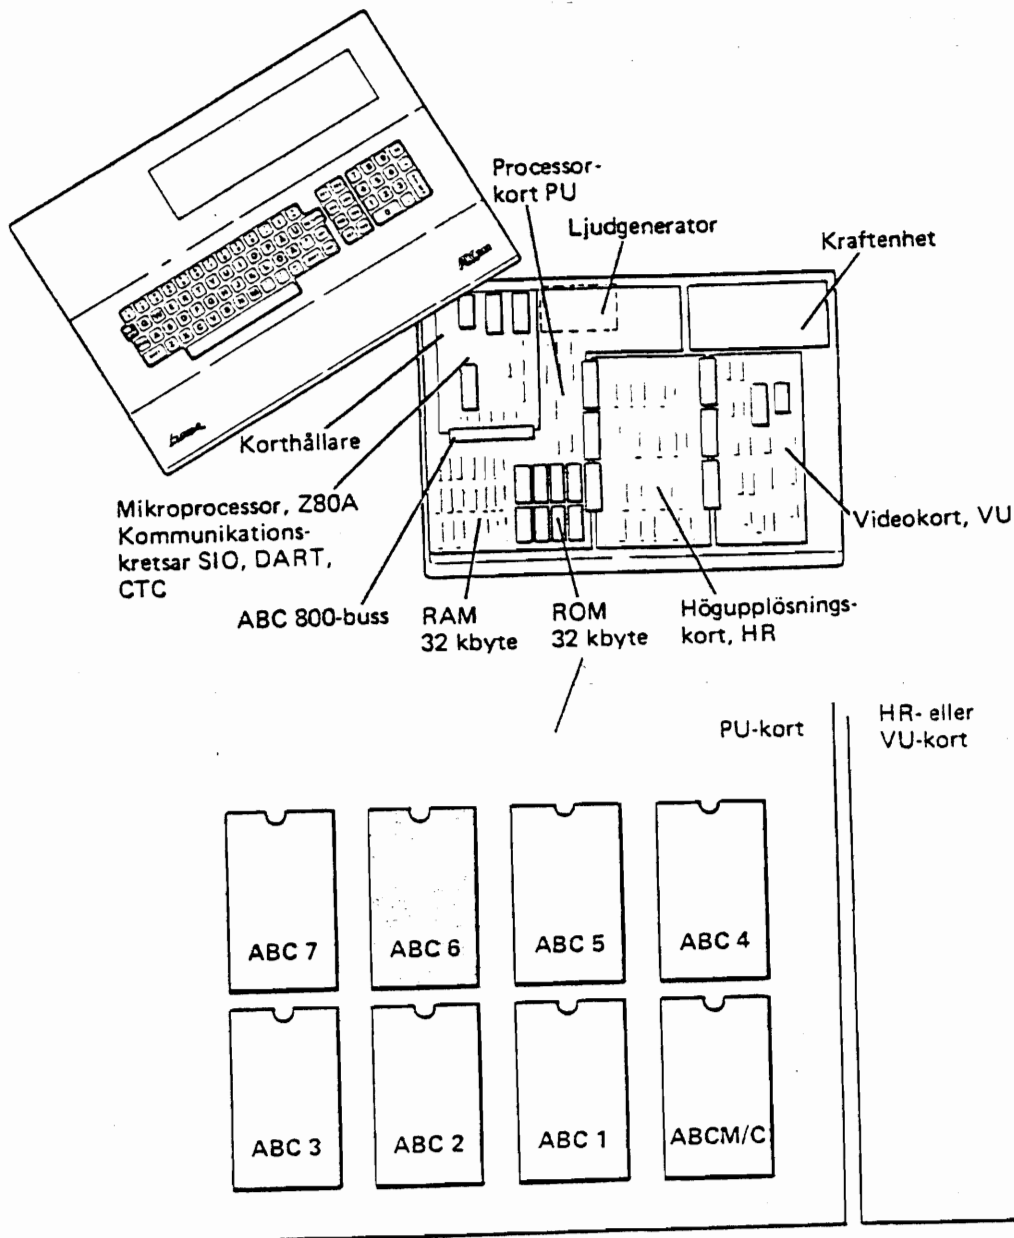 Processor-
kort PU
Ljudgenerator
Kraftenhet
Korthållare
Mikroprocessor, Z80A
Kommunikations-
kretsar SIO, DART,
CTC
ABC 800-buss
RAM
32 kbyte
ROM
32 kbyte
Högupplösnings-
kort, HR
Videokort, VU
PU-kort
HR- eller
VU-kort
ABC 7
ABC 6
ABC 5
ABC 4
ABC 3
ABC 2
ABC 1
ABCM/C